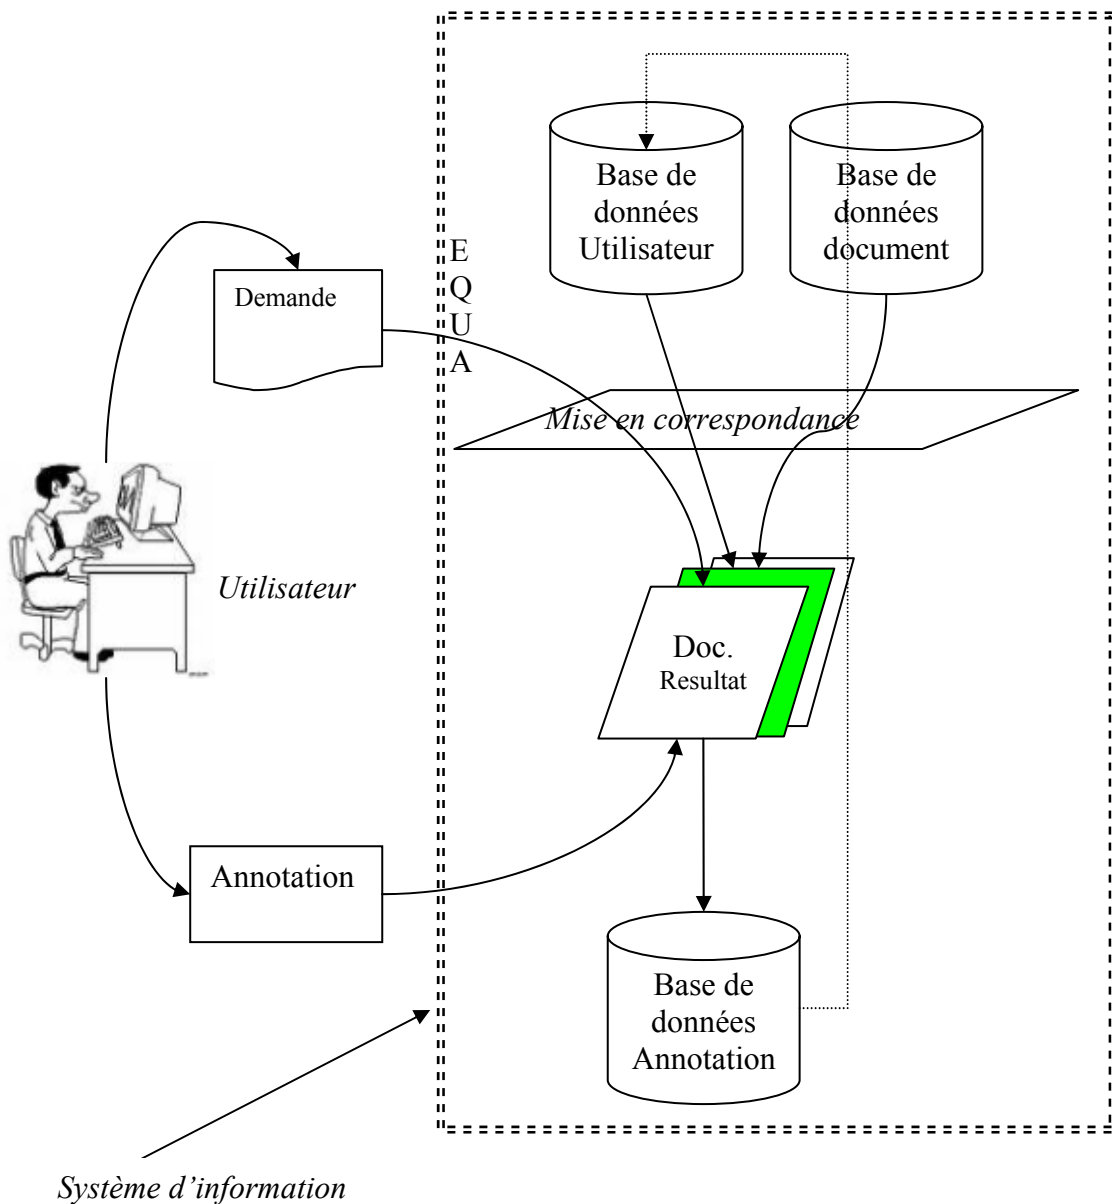 Base de
données
Utilisateur
Base de
données
document
E
Q
U
A
Demande
Mise en correspondance
Utilisateur
Doc.
Resultat
Annotation
Base de
données
Annotation
Système d'information